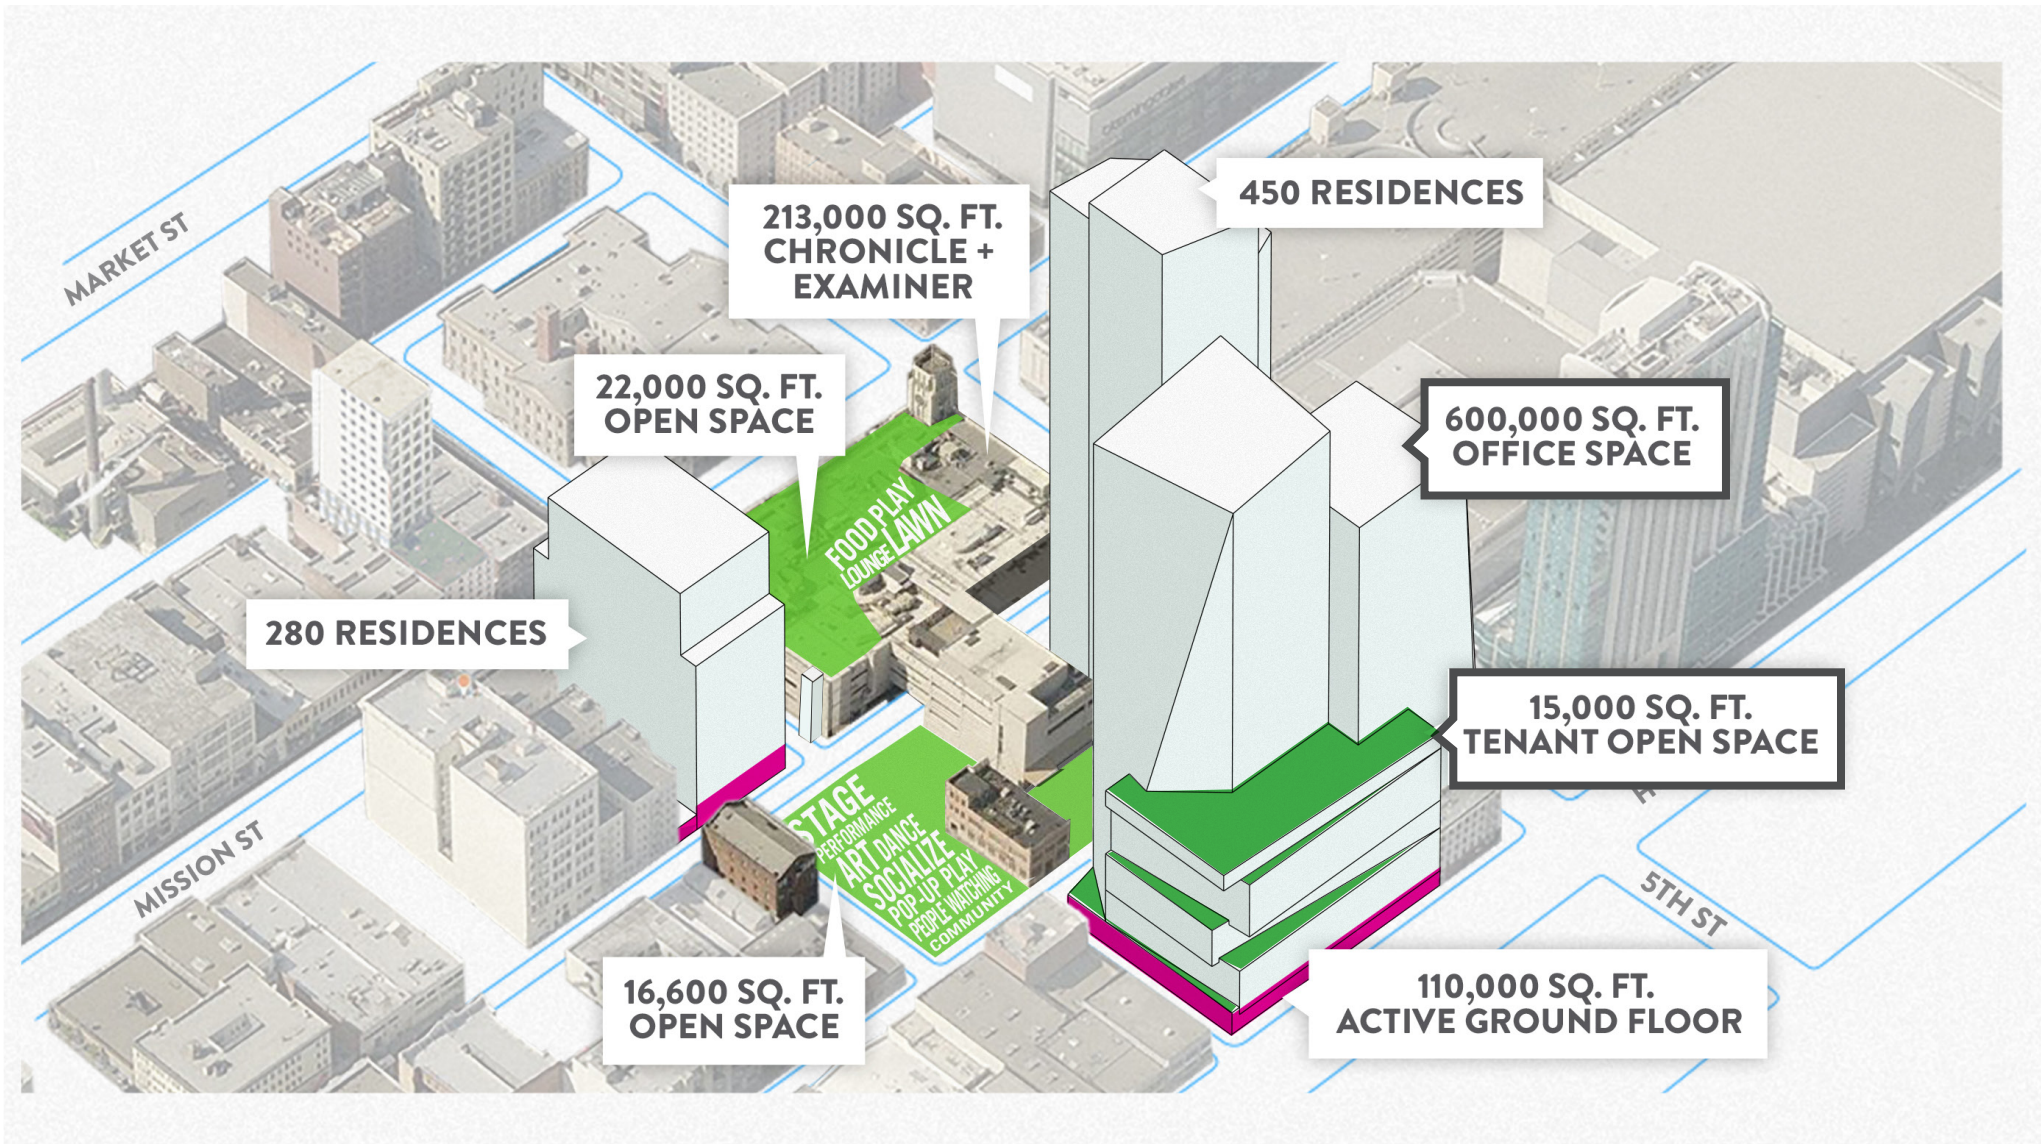 MARKET ST
450 RESIDENCES
213,000 SQ. FT.
CHRONICLE +
EXAMINER
22,000 SQ. FT.
OPEN SPACE
600,000 SQ. FT.
OFFICE SPACE
FOOD PLAY
LOUNGE LAWN
280 RESIDENCES
15,000 SQ. FT.
TENANT OPEN SPACE
STAGE
PERFORMANCE
ART DANCE
SOCIALIZE
POP-UP PLAY
PEOPLE WATCHING
COMMUNITY
MISSION ST
5TH ST
16,600 SQ. FT.
OPEN SPACE
110,000 SQ. FT.
ACTIVE GROUND FLOOR